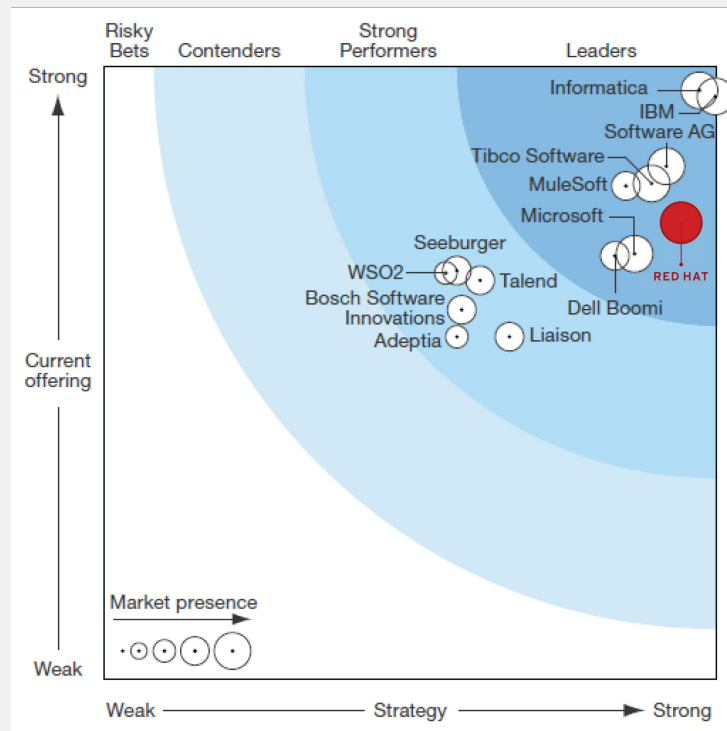 Risky
Bets
Contenders
Strong
Performers
Leaders
Strong
Informatica
IBM
Software AG
Tibco Software
MuleSoft
Microsoft
Seeburger
WSO2
Talend
RED HAT
Bosch Software
Innovations
Dell Boomi
Adeptia
Liaison
Current
offering
Market presence
Weak
Weak
Strategy
Strong